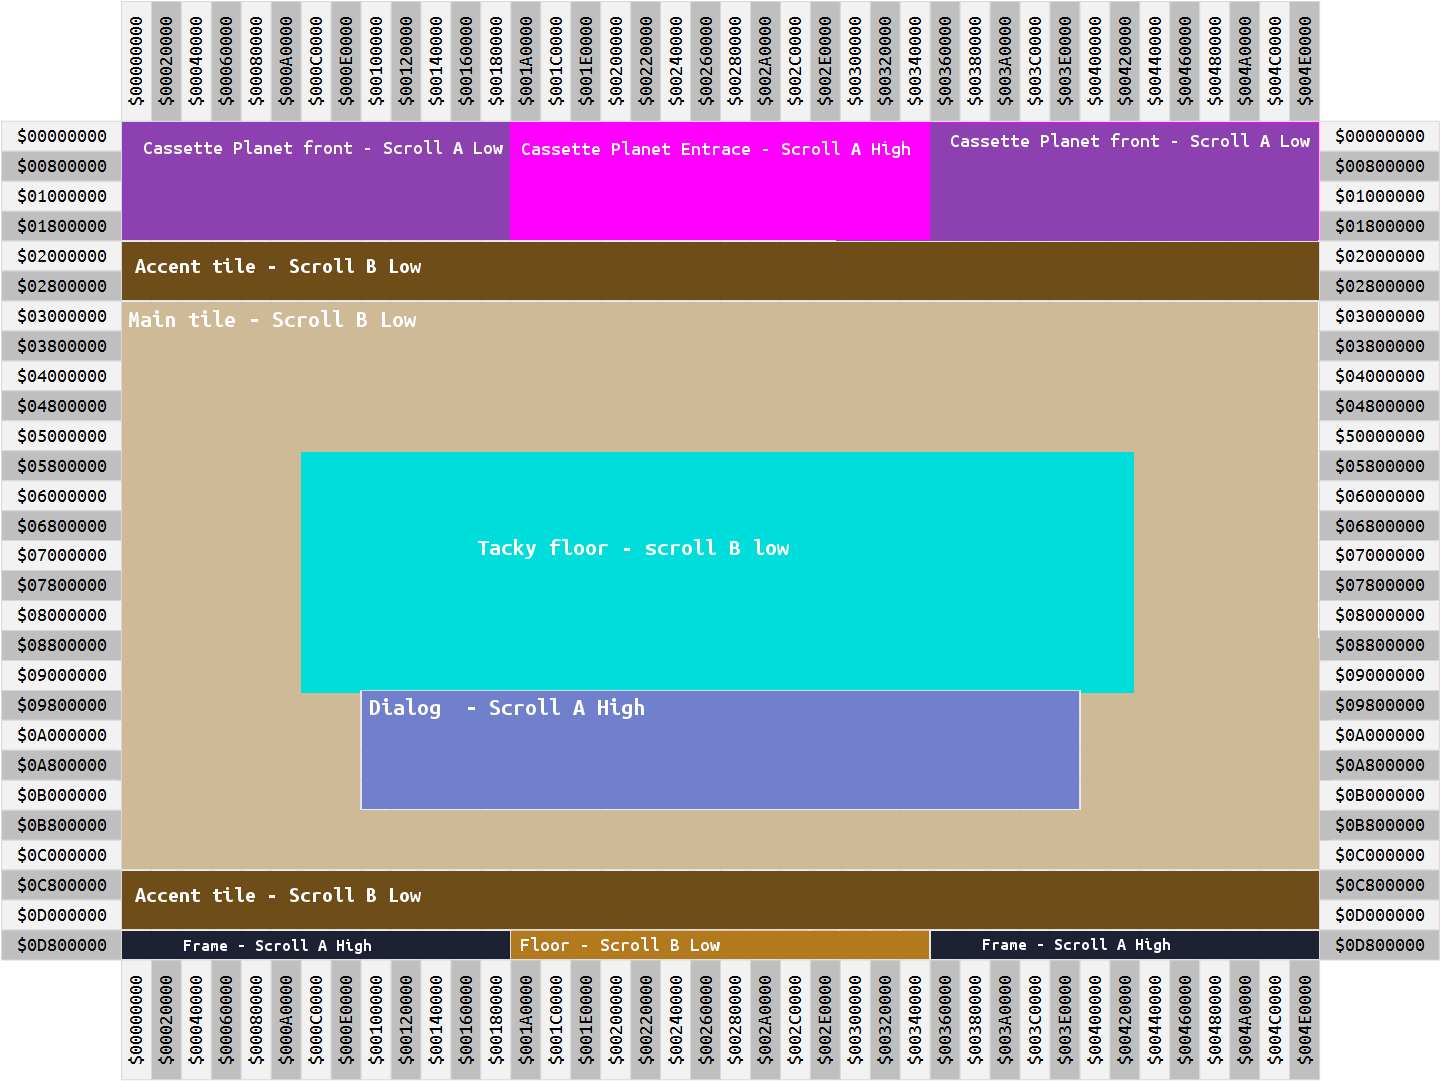 $00000000 $00020000 $00040000 $00060000 $00080000 $000A0000 $000C0000 $000E0000 $00100000 $00120000 $00140000 $00160000 $00180000 $001A0000 $001C0000 $001E0000 $00200000 $00220000 $00240000 $00260000 $00280000 $002A0000 $002C0000 $002E0000 $00300000 $00320000 $00340000 $00360000 $00380000 $003A0000 $003C0000 $003E0000 $00400000 $00420000 $00440000 $00460000 $00480000 $004A0000 $004C0000 $004E0000
$00000000 Cassette Planet front - Scroll A Low Cassette Planet Entrace - Scroll A High Cassette Planet front - Scroll A Low $00000000
$00800000 $00800000
$01000000 $01000000
$01800000 $01800000
$02000000 Accent tile - Scroll B Low $02000000
$02800000 $02800000
$03000000 Main tile - Scroll B Low $03000000
$03800000 $03800000
$04000000 $04000000
$04800000 $04800000
$05000000 $50000000
$05800000 $05800000
$06000000 $06000000
$06800000 $06800000
$07000000 Tacky floor - scroll B low $07000000
$07800000 $07800000
$08000000 $08000000
$08800000 $08800000
$09000000 $09000000
$09800000 Dialog  - Scroll A High $09800000
$0A000000 $0A000000
$0A800000 $0A800000
$0B000000 $0B000000
$0B800000 $0B800000
$0C000000 $0C000000
$0C800000 Accent tile - Scroll B Low $0C800000
$0D000000 $0D000000
$0D800000 Frame - Scroll A High Floor - Scroll B Low Frame - Scroll A High $0D800000
$00000000 $00020000 $00040000 $00060000 $00080000 $000A0000 $000C0000 $000E0000 $00100000 $00120000 $00140000 $00160000 $00180000 $001A0000 $001C0000 $001E0000 $00200000 $00220000 $00240000 $00260000 $00280000 $002A0000 $002C0000 $002E0000 $00300000 $00320000 $00340000 $00360000 $00380000 $003A0000 $003C0000 $003E0000 $00400000 $00420000 $00440000 $00460000 $00480000 $004A0000 $004C0000 $004E0000